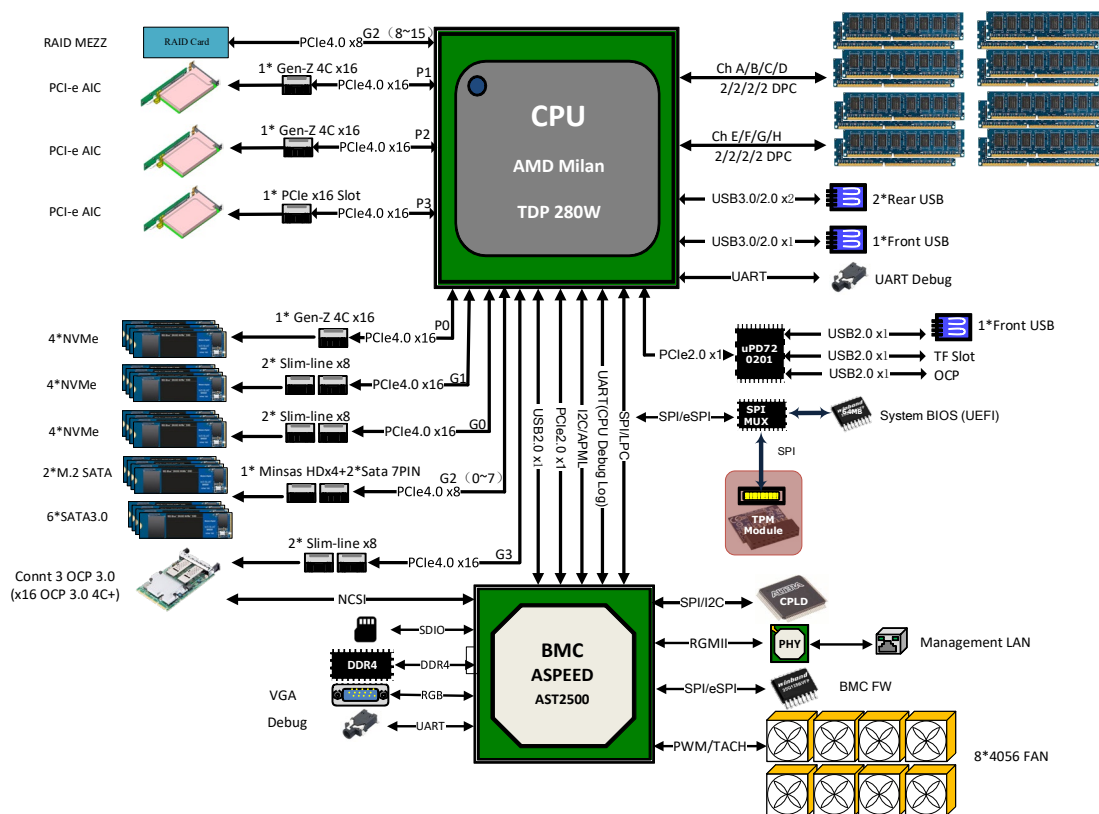 RAID MEZZ
RAID Card
G2（8~15）
PCIe4.0 x8
PCI-e AIC
1* Gen-Z 4C x16
P1
PCIe4.0 x16
PCI-e AIC
1* Gen-Z 4C x16
P2
PCIe4.0 x16
PCI-e AIC
1* PCIe x16 Slot
P3
PCIe4.0 x16
CPU
AMD Milan
TDP 280W
Ch A/B/C/D
2/2/2/2 DPC
Ch E/F/G/H
2/2/2/2 DPC
USB3.0/2.0 x2
2*Rear USB
USB3.0/2.0 x1
1*Front USB
UART
UART Debug
4*NVMe
1* Gen-Z 4C x16
P0
PCIe4.0 x16
4*NVMe
2* Slim-line x8
PCIe4.0 x16
G1
4*NVMe
2* Slim-line x8
G0
PCIe4.0 x16
2*M.2 SATA
1* Minsas HDx4+2*Sata 7PIN
G2（0~7）
PCIe4.0 x8
6*SATA3.0
2* Slim-line x8
G3
PCIe4.0 x16
Connt 3 OCP 3.0
(x16 OCP 3.0 4C+)
NCSI
USB2.0 x1
PCIe2.0 x1
I2C/APML
UART(CPU Debug Log)
SPI/LPC
PCIe2.0 x1
uPD72
0201
USB2.0 x1
1*Front USB
USB2.0 x1
TF Slot
USB2.0 x1
OCP
SPI/eSPI
SPI
MUX
winbond
64MB
System BIOS (UEFI)
SPI
TPM
Module
SDIO
DDR4
DDR4
VGA
RGB
Debug
UART
BMC
ASPEED
AST2500
SPI/I2C
CPLD
RGMII
PHY
Management LAN
SPI/eSPI
winbond
BMC FW
PWM/TACH
8*4056 FAN